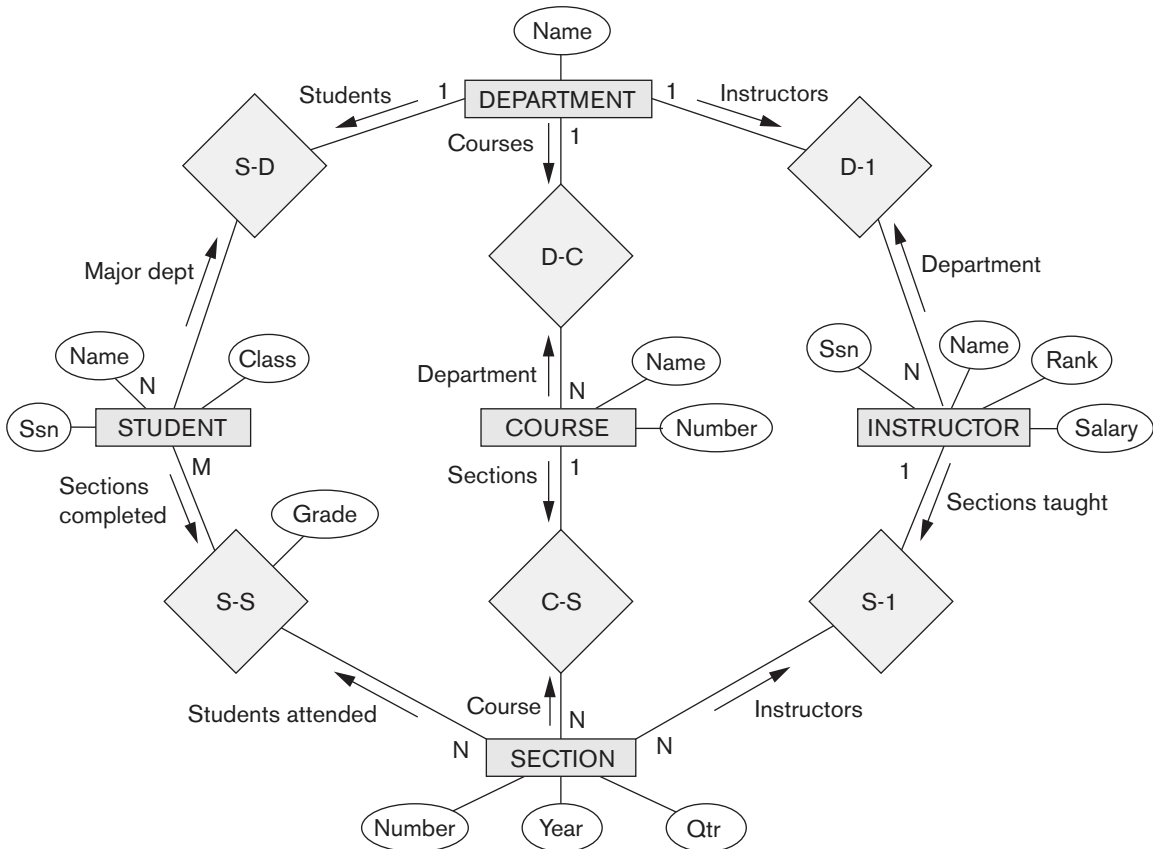 Name
Students
1
DEPARTMENT
1
Instructors
Courses
1
S-D
D-1
D-C
Major dept
Department
Name
Class
Ssn
Name
Rank
Name
Department
N
N
N
Ssn
STUDENT
COURSE
Number
INSTRUCTOR
Salary
M
Sections
completed
Sections
1
1
Sections taught
Grade
S-S
C-S
S-1
Students attended
Course
Instructors
N
N
N
SECTION
Number
Year
Qtr